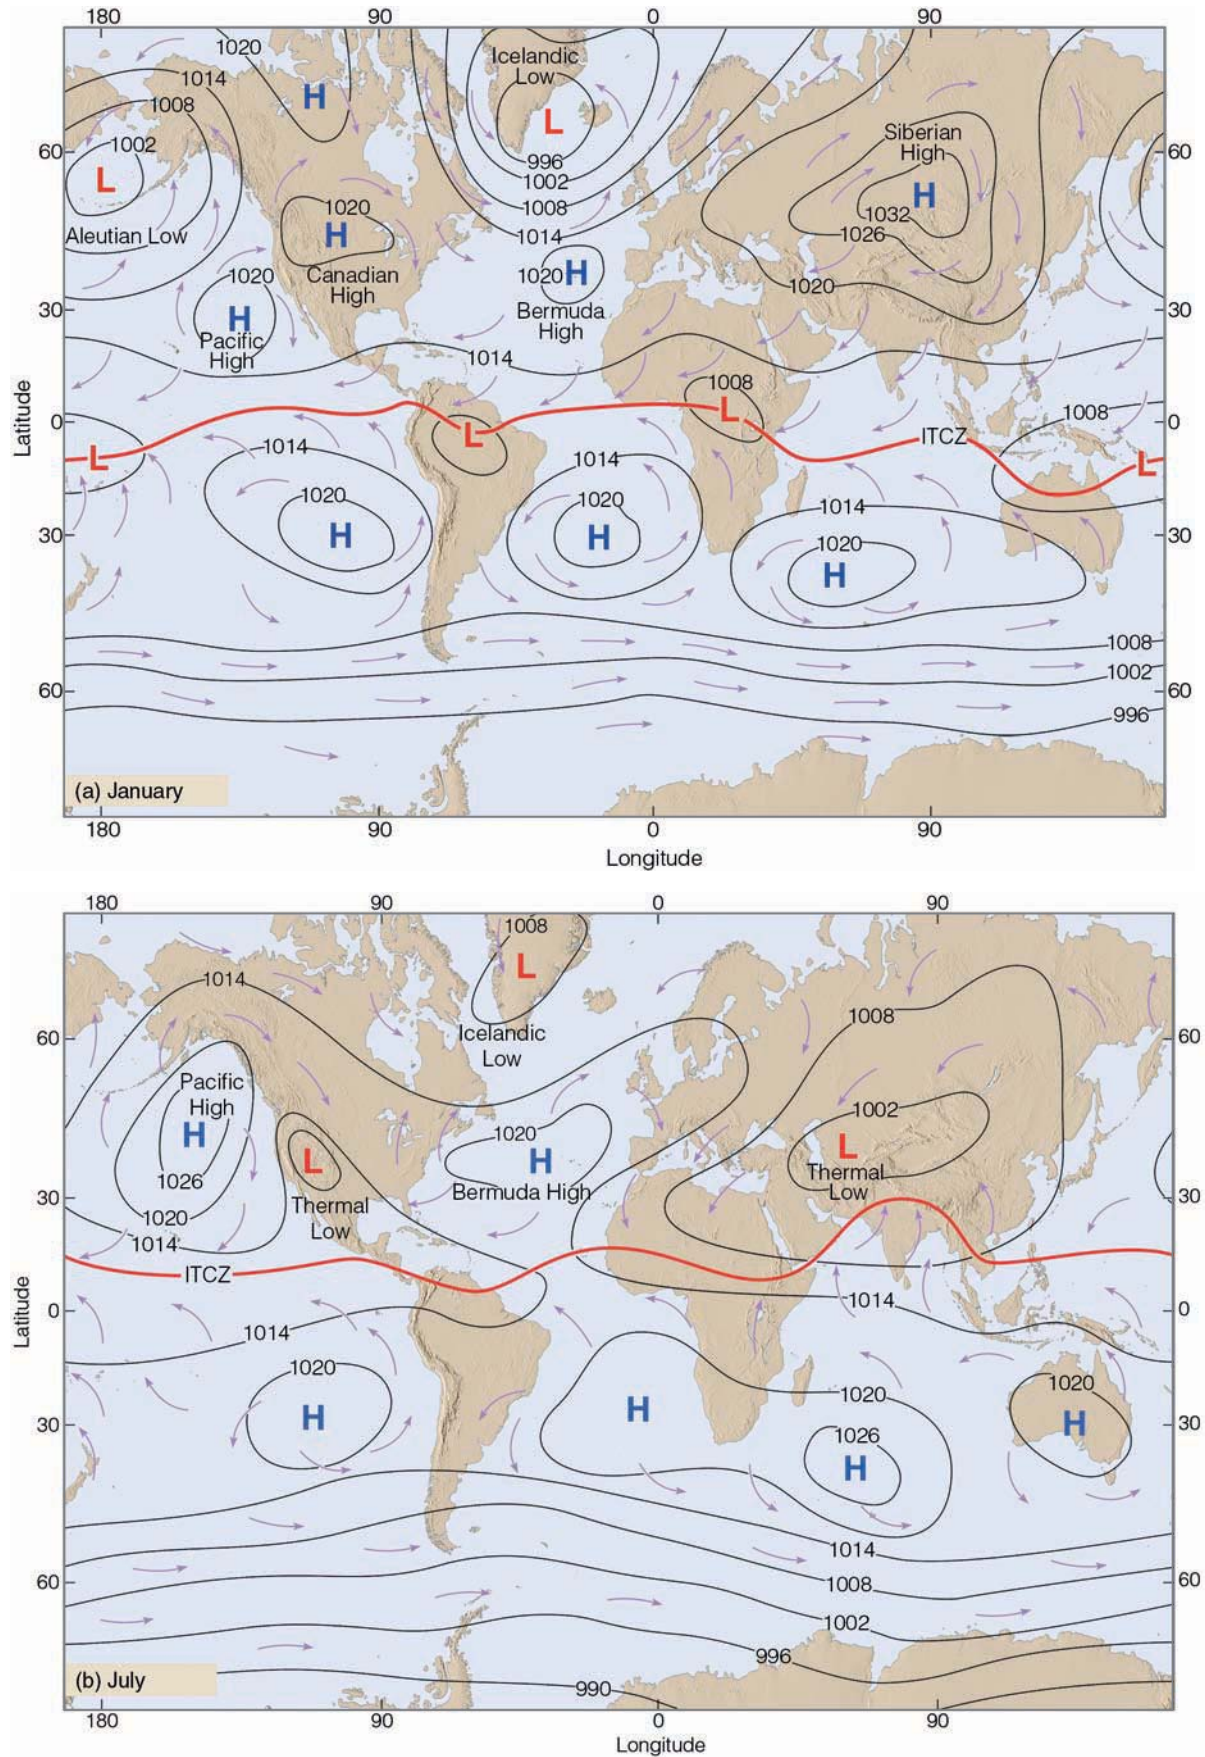 180 90 0 90
1020
Icelandic
Low
1014
H
1008
L
Siberian
High
60
1002
996
60
L
1002
H
1020
1008
1032
H
1026
Aleutian Low
1014
1020
Canadian
High
1020
H
1020
30
H
Bermuda
High
30
Pacific
High
1014
1008
L
1008
0
L
ITCZ
0
L
1014
1014
L
1020
1020
1014
30
H
H
1020
30
H
1008
1002
60
60
996
Latitude
(a) January
180 90 0 90
Longitude
180 90 0 90
1008
L
1014
1008
60
Icelandic
Low
60
Pacific
High
1002
H
1020
L
L
H
1026
Thermal
Low
Bermuda High
Thermal
Low
30
30
1020
1014
ITCZ
0
1014
0
1014
1020
1020
1020
H
H
H
30
1026
30
H
1014
60
1008
60
1002
996
990
Latitude
(b) July
180 90 0 90
Longitude